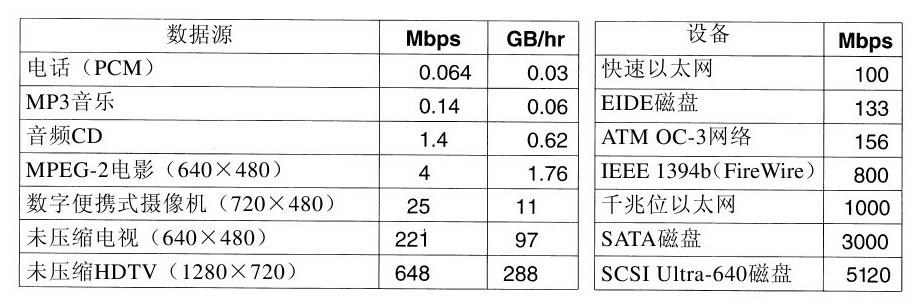 数据源 Mbps GB/hr
电话（PCM） 0.064 0.03
MP3音乐 0.14 0.06
音频CD 1.4 0.62
MPEG-2电影（640×480） 4 1.76
数字便携式摄像机（720×480） 25 11
未压缩电视（640×480） 221 97
未压缩HDTV（1280×720） 648 288
设备 Mbps
快速以太网 100
EIDE磁盘 133
ATM OC-3网络 156
IEEE 1394b（FireWire） 800
千兆位以太网 1000
SATA磁盘 3000
SCSI Ultra-640磁盘 5120